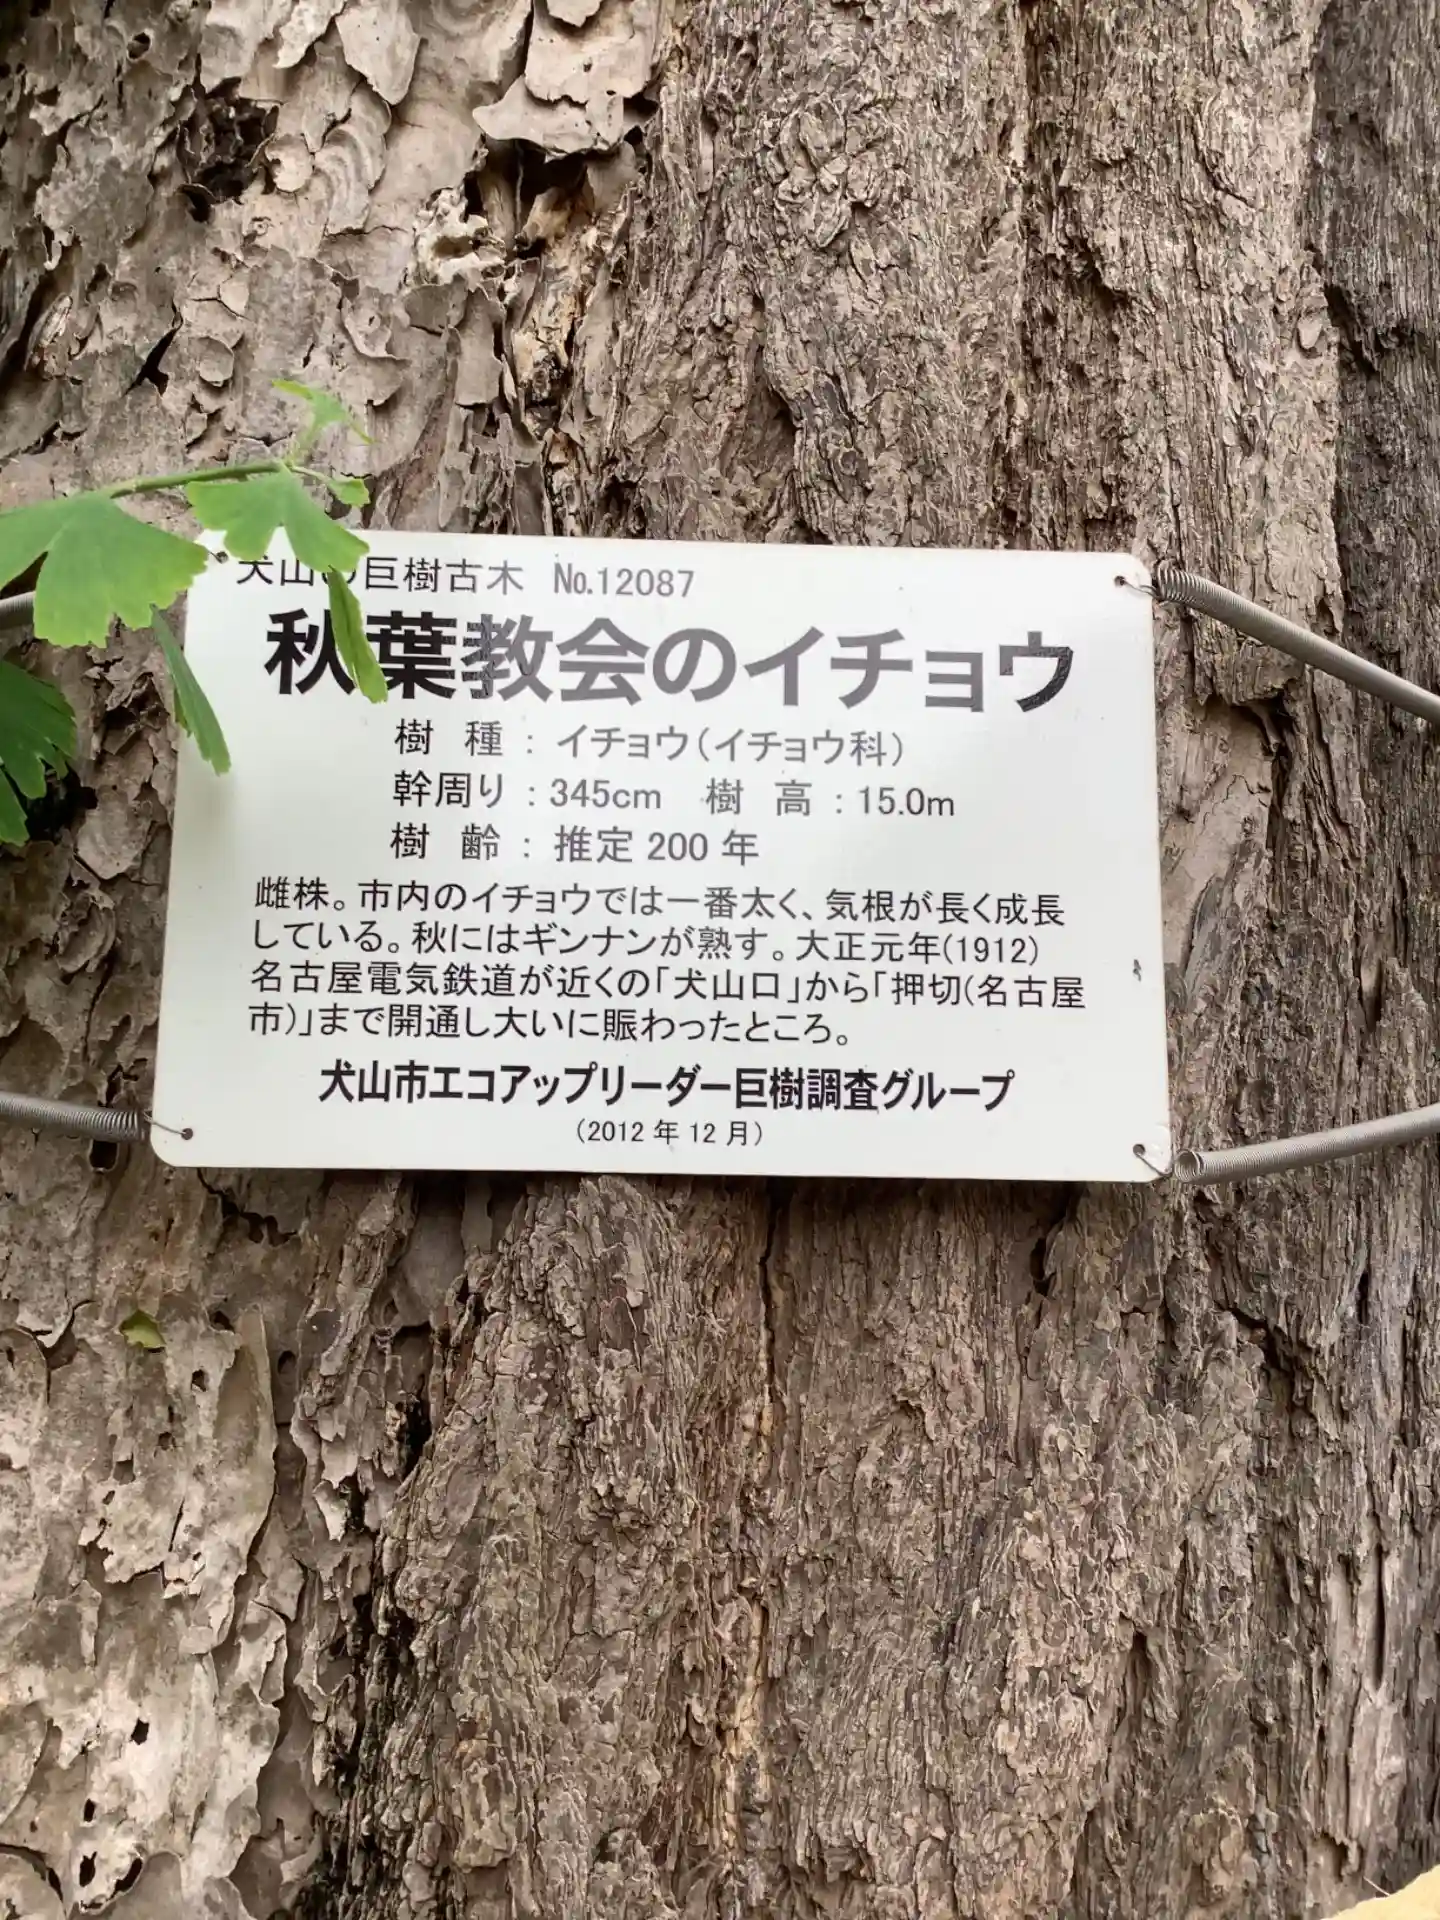 犬山の巨樹古木 No.12087
秋葉教会のイチョウ
樹 種 : イチョウ(イチョウ科)
幹周り : 345cm 樹 高 : 15.0m
樹 齢 : 推定 200 年
雌株。市内のイチョウでは一番太く、気根が長く成長
している。秋にはギンナンが熟す。大正元年(1912)
名古屋電気鉄道が近くの「犬山口」から「押切(名古屋
市)」まで開通し大いに賑わったところ。
犬山市エコアップリーダー巨樹調査グループ
(2012 年 12 月)